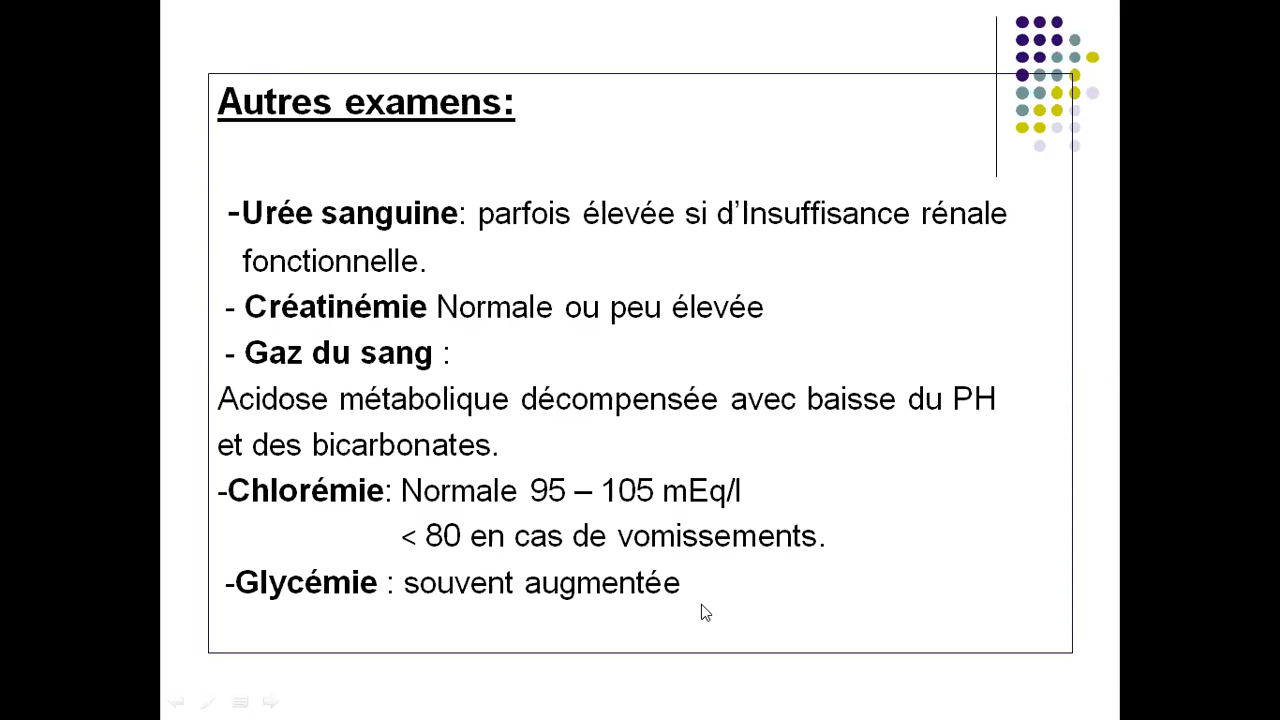 Autres examens:
-Urée sanguine: parfois élevée si d’Insuffisance rénale
fonctionnelle.
- Créatinémie Normale ou peu élevée
- Gaz du sang :
Acidose métabolique décompensée avec baisse du PH
et des bicarbonates.
-Chlorémie: Normale 95 – 105 mEq/l
< 80 en cas de vomissements.
-Glycémie : souvent augmentée